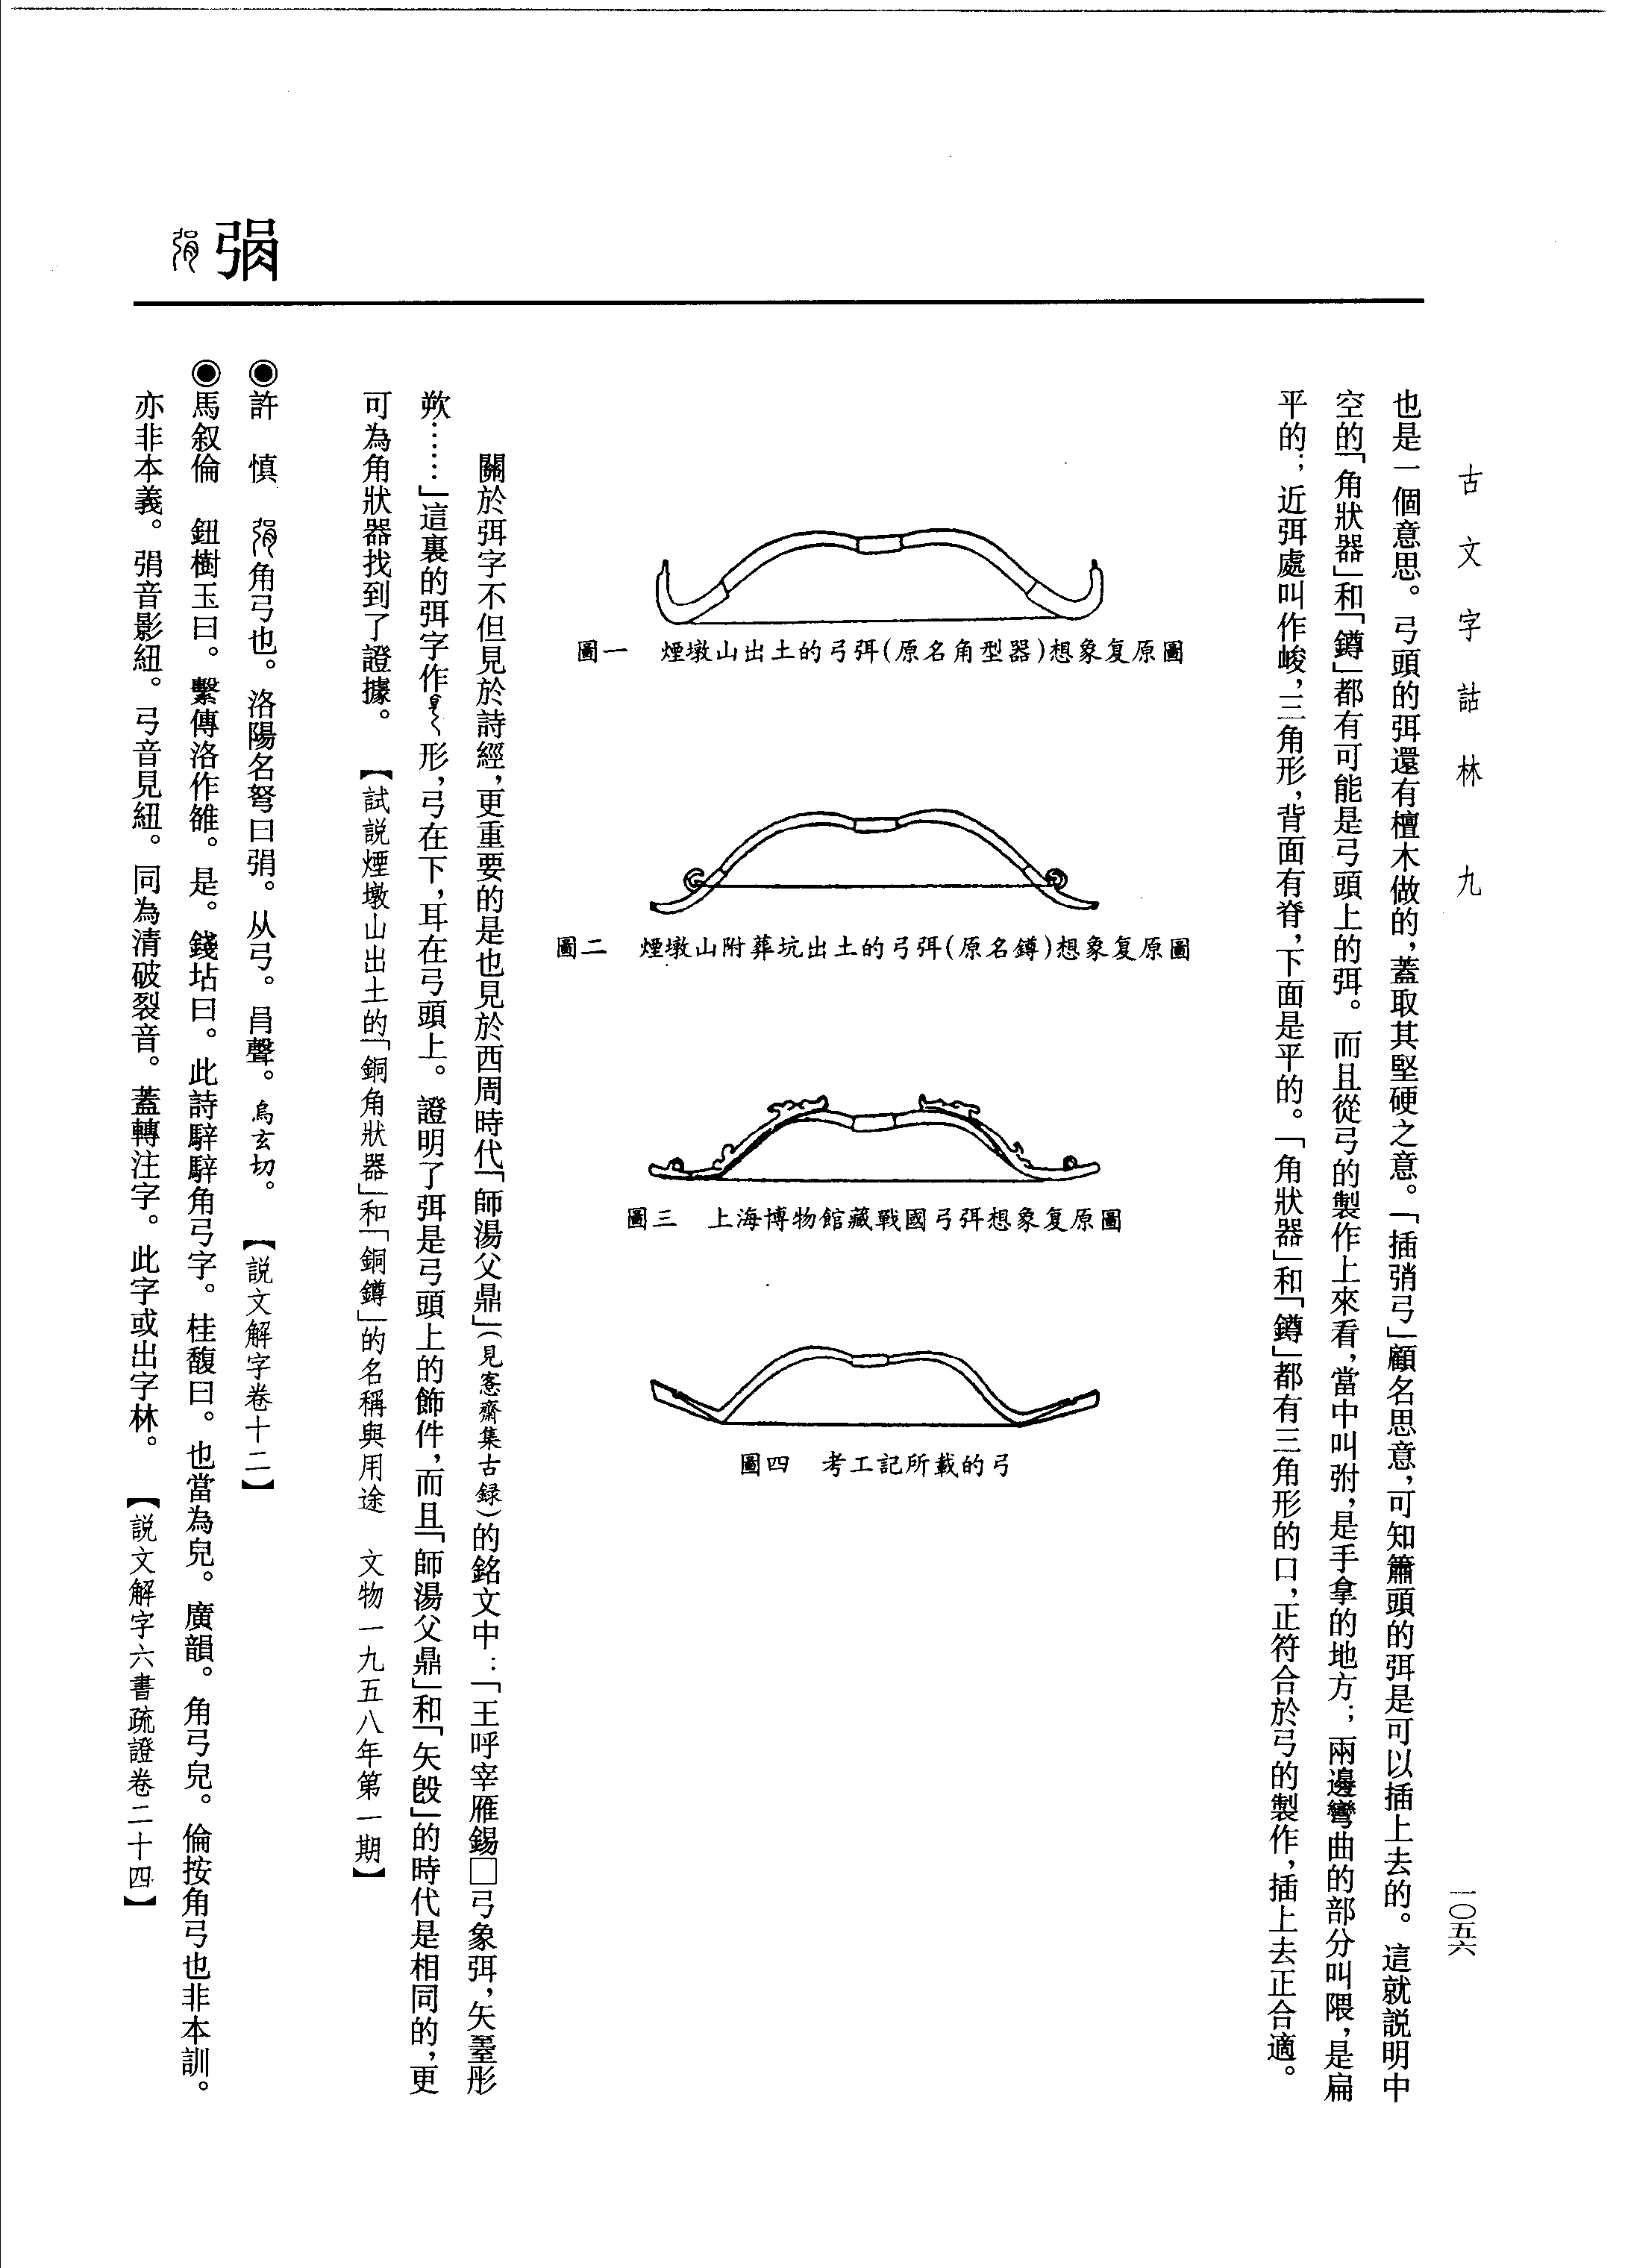 古文字詁林 九
一〇五六
也是一個意思。弓頭的弭還有檀木做的，蓋取其堅硬之意。「插弰弓」顧名思意，可知簫頭的弭是可以插上去的。這就説明中
空的「角狀器」和「鐏」都有可能是弓頭上的弭。而且從弓的製作上來看，當中叫弣，是手拿的地方；兩邊彎曲的部分叫隈，是扁
平的；近弭處叫作峻，三角形，背面有脊，下面是平的。「角狀器」和「鐏」都有三角形的口，正符合於弓的製作，插上去正合適。
圖一 煙墩山出土的弓弭(原名角型器)想象复原圖
圖二 煙墩山附葬坑出土的弓弭(原名鐏)想象复原圖
圖三 上海博物館藏戰國弓弭想象复原圖
圖四 考工記所載的弓
關於弭字不但見於詩經，更重要的是也見於西周時代「師湯父鼎」(見愙齋集古録)的銘文中：「王呼宰雁錫□弓象弭，矢臸彤
欮……」這裏的弭字作形，弓在下，耳在弓頭上。證明了弭是弓頭上的飾件，而且「師湯父鼎」和「矢𣪘」的時代是相同的，更
可為角狀器找到了證據。【試説煙墩山出土的「銅角狀器」和「銅鐏」的名稱與用途 文物一九五八年第一期】
弲
◉許 慎 角弓也。洛陽名弩曰弲。从弓。肙聲。烏玄切。【説文解字卷十二】
◉馬叙倫 鈕樹玉曰。繫傳洛作雒。是。錢坫曰。此詩騂騂角弓字。桂馥曰。也當為皃。廣韻。角弓皃。倫按角弓也非本訓。
亦非本義。弲音影紐。弓音見紐。同為清破裂音。蓋轉注字。此字或出字林。【説文解字六書疏證卷二十四】